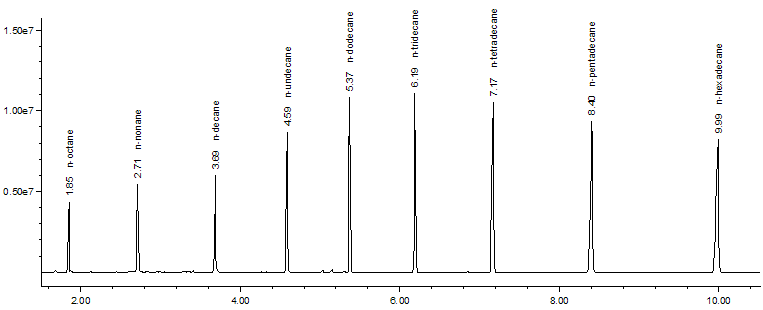 1.50e7
1.00e7
0.50e7
1.85 n-octane
2.71 n-nonane
3.69 n-decane
4.59 n-undecane
5.37 n-dodecane
6.19 n-tridecane
7.17 n-tetradecane
8.40 n-pentadecane
9.99 n-hexadecane
2.00 4.00 6.00 8.00 10.00